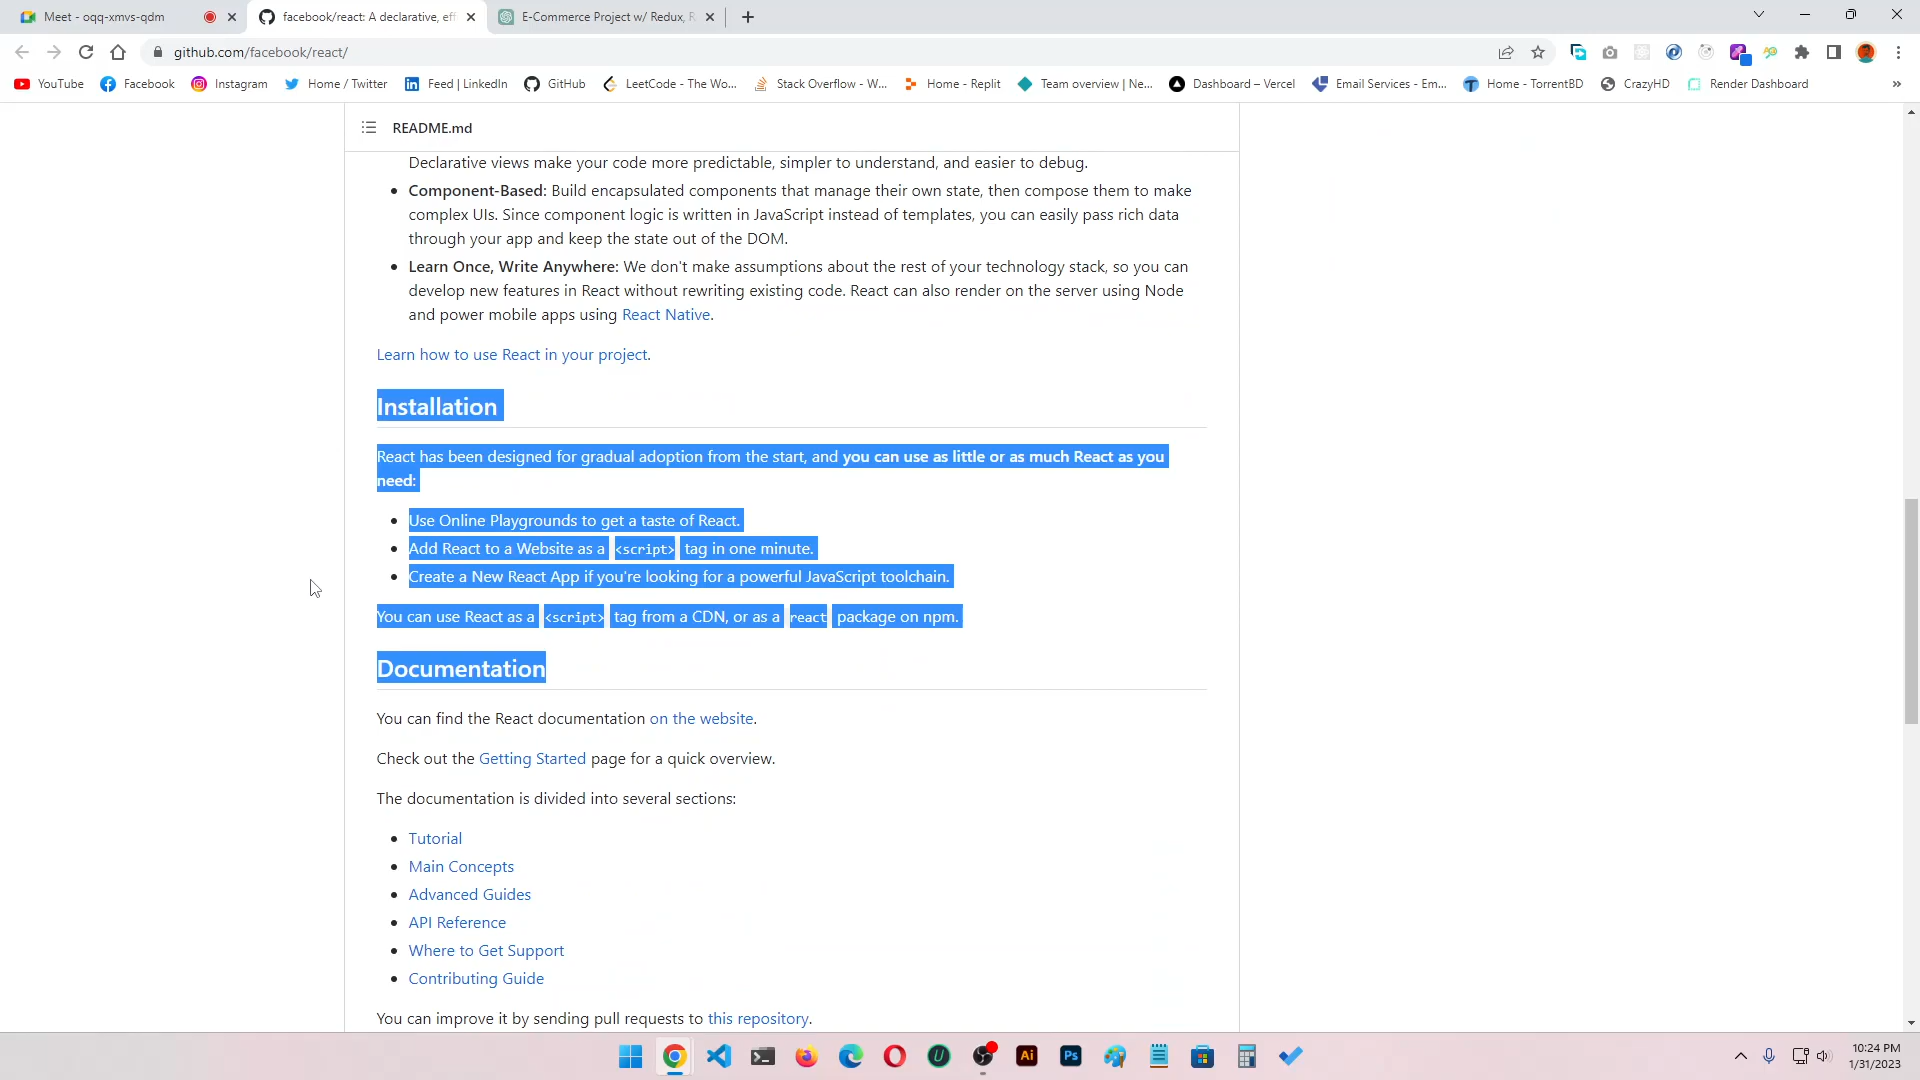 Meet - oqq-xmvs-qdm
facebook/react: A declarative, eff
E-Commerce Project w/ Redux, R
github.com/facebook/react/
YouTube
Facebook
Instagram
Home / Twitter
Feed | LinkedIn
GitHub
LeetCode - The Wo...
Stack Overflow - W...
Home - Replit
Team overview | Ne...
Dashboard – Vercel
Email Services - Em...
Home - TorrentBD
CrazyHD
Render Dashboard
»
README.md
Declarative views make your code more predictable, simpler to understand, and easier to debug.
• Component-Based: Build encapsulated components that manage their own state, then compose them to make
complex UIs. Since component logic is written in JavaScript instead of templates, you can easily pass rich data
through your app and keep the state out of the DOM.
• Learn Once, Write Anywhere: We don't make assumptions about the rest of your technology stack, so you can
develop new features in React without rewriting existing code. React can also render on the server using Node
and power mobile apps using React Native.
Learn how to use React in your project.
Installation
React has been designed for gradual adoption from the start, and you can use as little or as much React as you
need:
• Use Online Playgrounds to get a taste of React.
• Add React to a Website as a <script> tag in one minute.
• Create a New React App if you're looking for a powerful JavaScript toolchain.
You can use React as a <script> tag from a CDN, or as a react package on npm.
Documentation
You can find the React documentation on the website.
Check out the Getting Started page for a quick overview.
The documentation is divided into several sections:
• Tutorial
• Main Concepts
• Advanced Guides
• API Reference
• Where to Get Support
• Contributing Guide
You can improve it by sending pull requests to this repository.
Ai
Ps
10:24 PM
1/31/2023